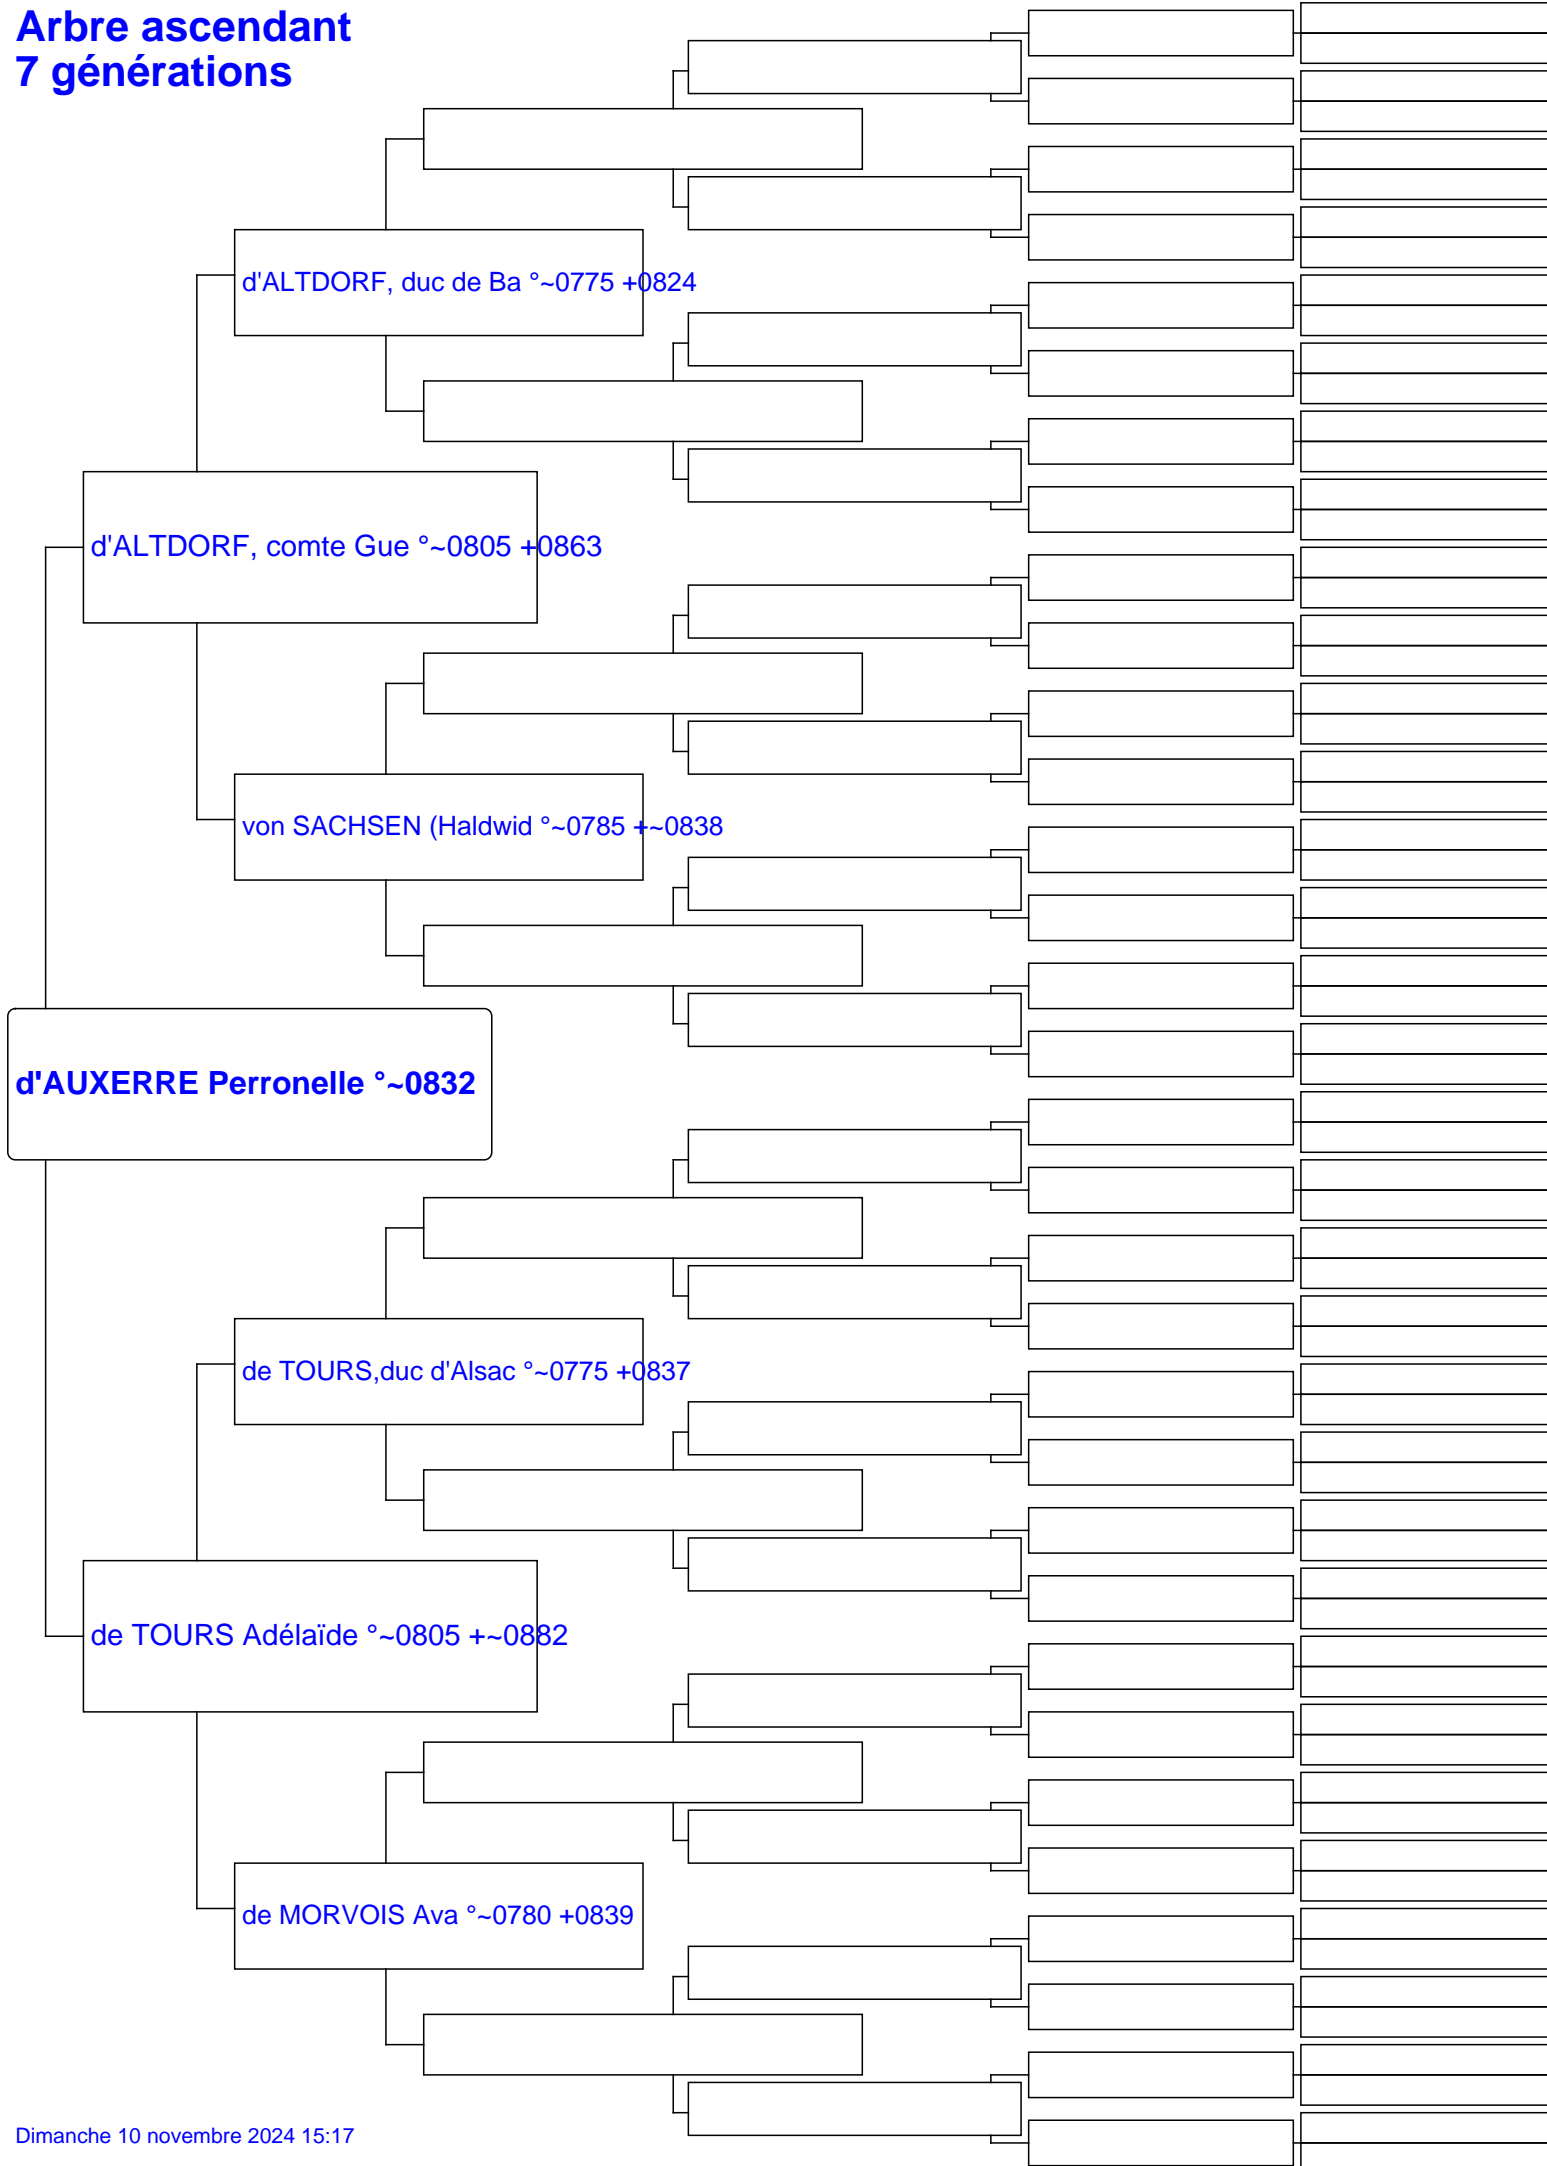 Arbre ascendant
7 générations
d'ALTDORF, duc de Ba °~0775 +0824
d'ALTDORF, comte Gue °~0805 +0863
von SACHSEN (Haldwid °~0785 +~0838
d'AUXERRE Perronelle °~0832
de TOURS,duc d'Alsac °~0775 +0837
de TOURS Adélaïde °~0805 +~0882
de MORVOIS Ava °~0780 +0839
Dimanche 10 novembre 2024 15:17